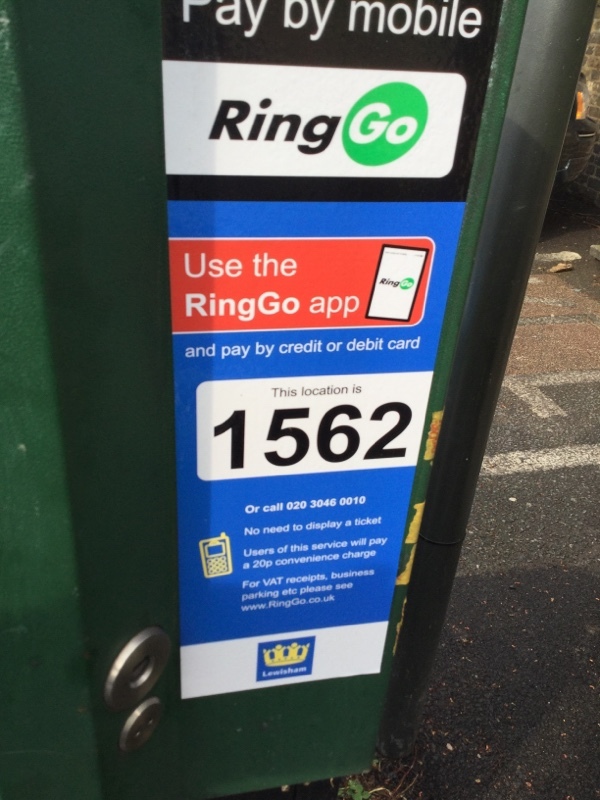 Pay by mobile
RingGo
Use the
RingGo app
RingGo
and pay by credit or debit card
This location is
1562
Or call 020 3046 0010
No need to display a ticket
Users of this service will pay
a 20p convenience charge
For VAT receipts, business
parking etc please see
www.RingGo.co.uk
Lewisham